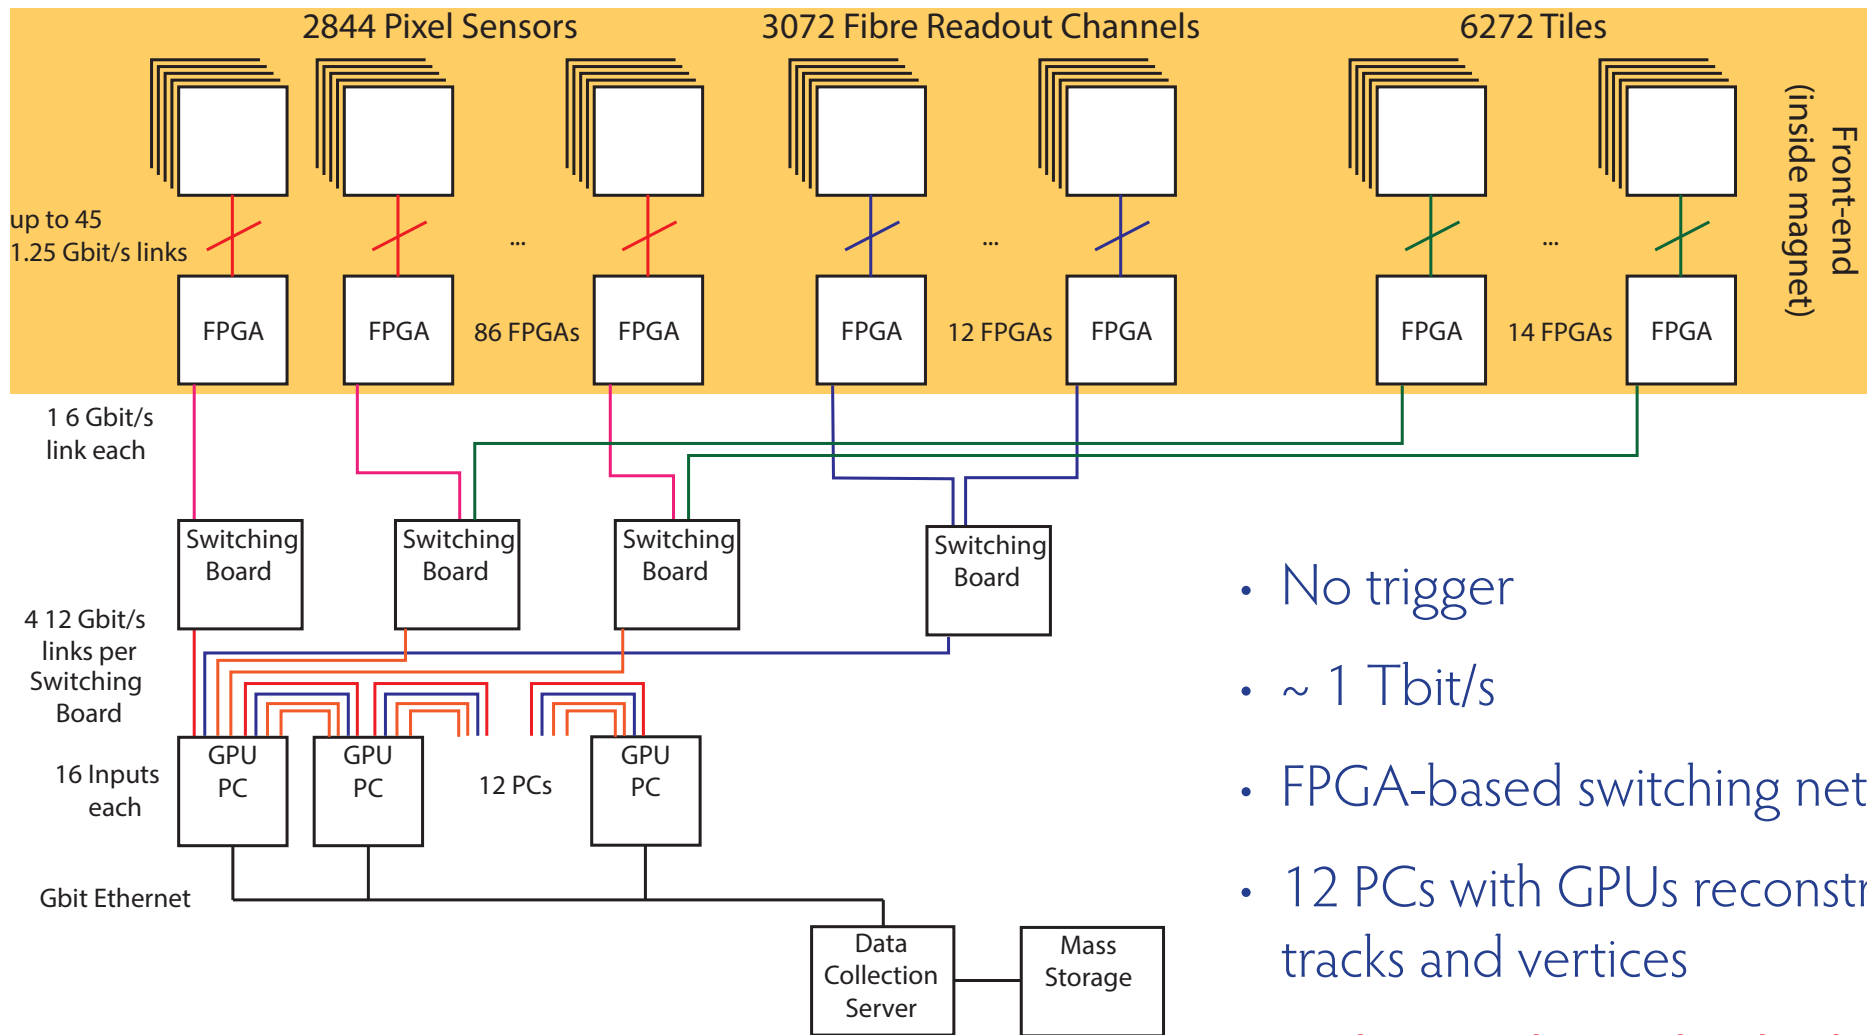 2844 Pixel Sensors
3072 Fibre Readout Channels
6272 Tiles
Front-end
(inside magnet)
up to 45
1.25 Gbit/s links
...
...
...
FPGA
FPGA
86 FPGAs
FPGA
FPGA
12 FPGAs
FPGA
FPGA
14 FPGAs
FPGA
1 6 Gbit/s
link each
Switching
Board
Switching
Board
Switching
Board
Switching
Board
4 12 Gbit/s
links per
Switching
Board
16 Inputs
each
GPU
PC
GPU
PC
12 PCs
GPU
PC
Gbit Ethernet
Data
Collection
Server
Mass
Storage
• No trigger
• ~ 1 Tbit/s
• FPGA-based switching net
• 12 PCs with GPUs reconstr
tracks and vertices